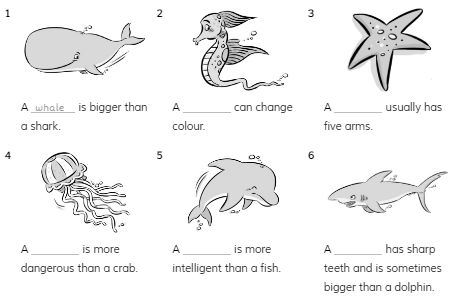 1
2
3
A whale is bigger than
a shark.
A ________ can change
colour.
A ________ usually has
five arms.
4
5
6
A ________ is more
dangerous than a crab.
A ________ is more
intelligent than a fish.
A ________ has sharp
teeth and is sometimes
bigger than a dolphin.